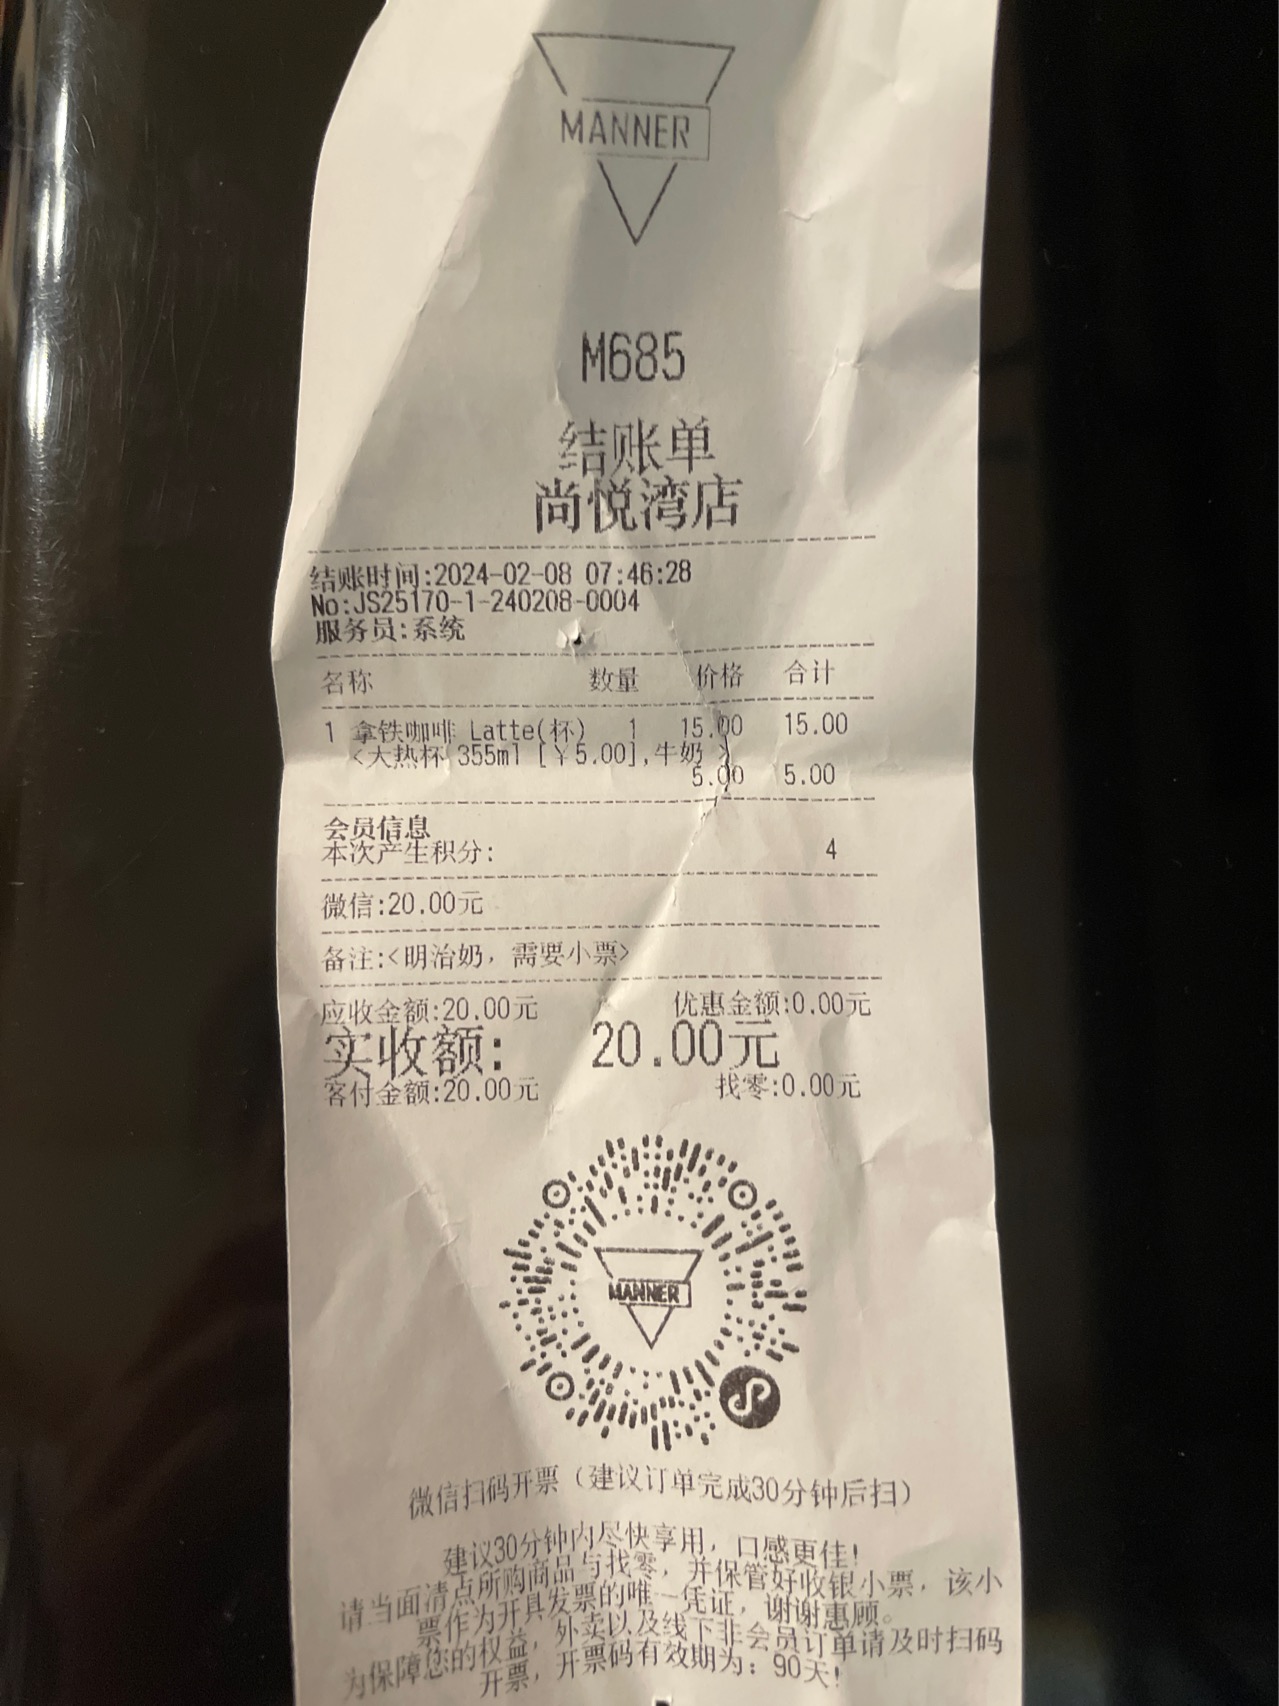 MANNER
M685
结账单
尚悦湾店
结账时间:2024-02-08 07:46:28
No:JS25170-1-240208-0004
服务员:系统
名称 数量 价格 合计
1 拿铁咖啡 Latte(杯) 1 15.00 15.00
<大热杯 355ml [￥5.00],牛奶 >
5.00 5.00
会员信息
本次产生积分: 4
微信:20.00元
备注:<明治奶，需要小票>
应收金额:20.00元 优惠金额:0.00元
实收额: 20.00元
客付金额:20.00元 找零:0.00元
MANNER
微信扫码开票（建议订单完成30分钟后扫）
建议30分钟内尽快享用，口感更佳！
请当面清点所购商品与找零，并保管好收银小票，该小
票作为开具发票的唯一凭证，谢谢惠顾。
为保障您的权益，外卖以及线下非会员订单请及时扫码
开票，开票码有效期为：90天！